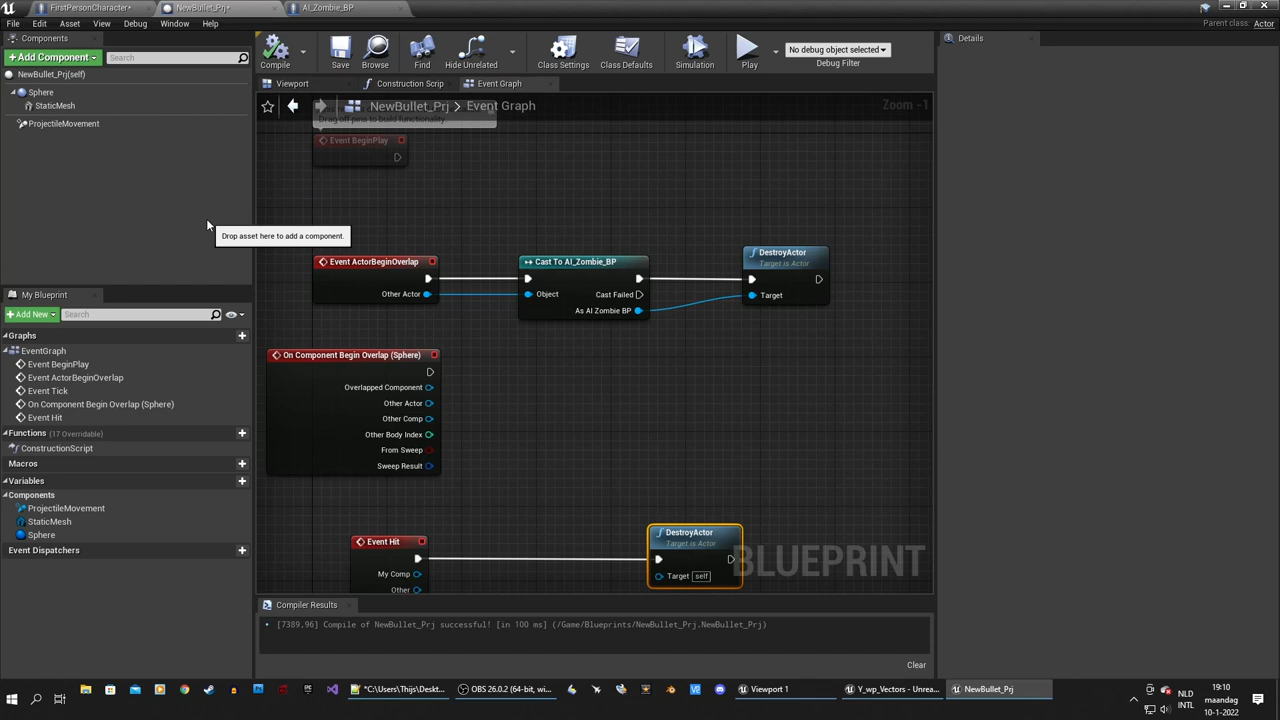 FirstPersonCharacter*
NewBullet_Prj*
AI_Zombie_BP
File Edit Asset View Debug Window Help
Parent class: Actor
Components
+Add Component
Search
NewBullet_Prj(self)
Sphere
StaticMesh
ProjectileMovement
Drop asset here to add a component.
Compile
Save
Browse
Find
Hide Unrelated
Class Settings
Class Defaults
Simulation
Play
No debug object selected
Debug Filter
Details
Viewport
Construction Scrip
Event Graph
NewBullet_Prj > Event Graph
Zoom -1
Drag off pins to build functionality.
Event BeginPlay
Event ActorBeginOverlap
Other Actor
Cast To AI_Zombie_BP
Object
Cast Failed
As AI Zombie BP
DestroyActor
Target is Actor
Target
On Component Begin Overlap (Sphere)
Overlapped Component
Other Actor
Other Comp
Other Body Index
From Sweep
Sweep Result
Event Hit
My Comp
Other
DestroyActor
Target is Actor
Target self
BLUEPRINT
My Blueprint
+Add New
Search
Graphs
EventGraph
Event BeginPlay
Event ActorBeginOverlap
Event Tick
On Component Begin Overlap (Sphere)
Event Hit
Functions (17 Overridable)
ConstructionScript
Macros
Variables
Components
ProjectileMovement
StaticMesh
Sphere
Event Dispatchers
Compiler Results
[7389,96] Compile of NewBullet_Prj successful! [in 100 ms] (/Game/Blueprints/NewBullet_Prj.NewBullet_Prj)
Clear
*C:\Users\Thijs\Deskt...
OBS 26.0.2 (64-bit, wi...
Viewport 1
Y_wp_Vectors - Unrea...
NewBullet_Prj
NLD
INTL
19:10
maandag
10-1-2022